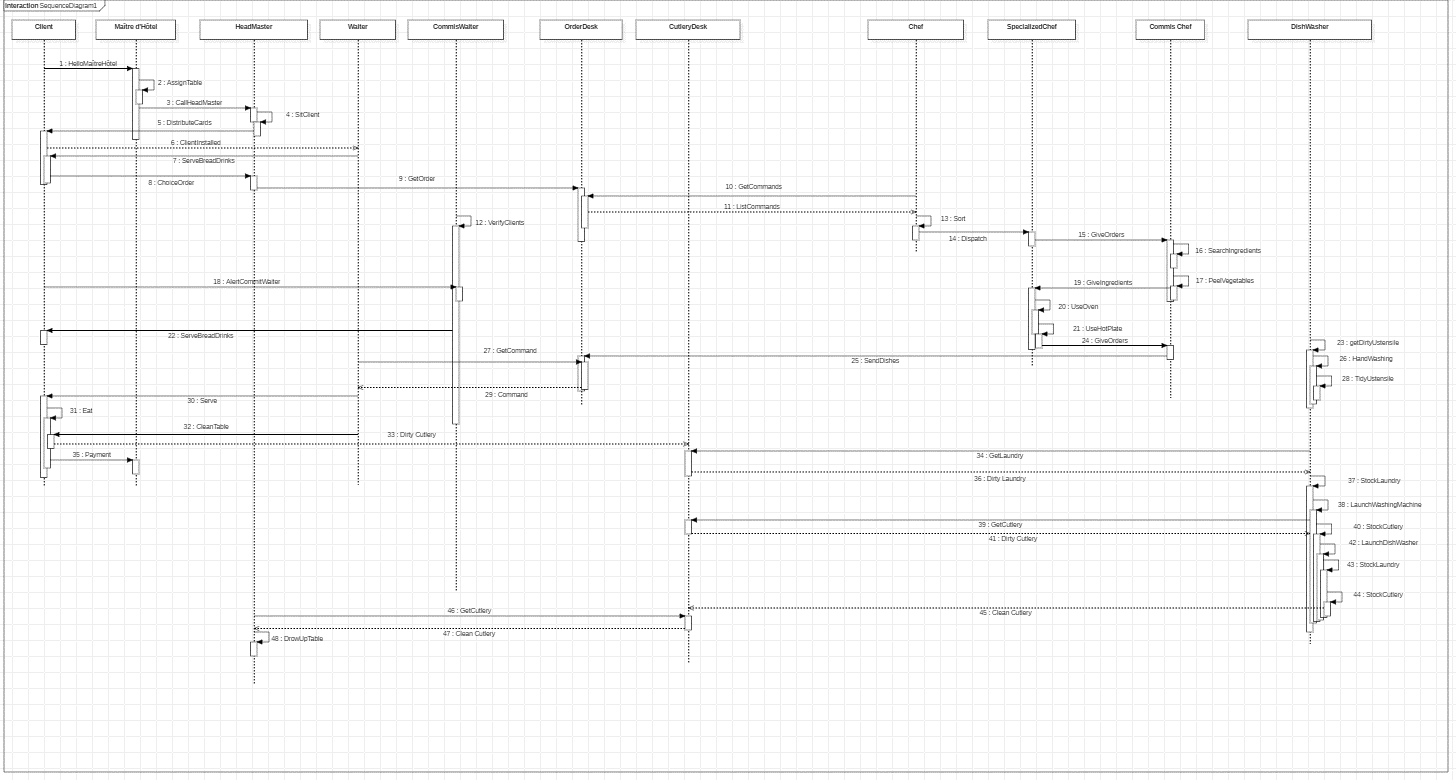 Interaction SequenceDiagram1
Client
Maître d'Hôtel
HeadMaster
Waiter
CommisWaiter
OrderDesk
CutleryDesk
Chef
SpecializedChef
Commis Chef
DishWasher
1 : HelloMaitreHotel
2 : AssignTable
3 : CallHeadMaster
4 : SitClient
5 : DistributeCards
6 : ClientInstalled
7 : ServeBreadDrinks
8 : ChoiceOrder
9 : GetOrder
10 : GetCommands
11 : ListCommands
12 : VerifyClients
13 : Sort
14 : Dispatch
15 : GiveOrders
16 : SearchIngredients
17 : PeelVegetables
18 : AlertCommitWaiter
19 : GiveIngredients
20 : UseOven
21 : UseHotPlate
22 : ServeBreadDrinks
23 : getDirtyUstensile
24 : GiveOrders
25 : SendDishes
26 : HandWashing
27 : GetCommand
28 : TidyUstensile
29 : Command
30 : Serve
31 : Eat
32 : CleanTable
33 : Dirty Cutlery
34 : GetLaundry
35 : Payment
36 : Dirty Laundry
37 : StockLaundry
38 : LaunchWashingMachine
39 : GetCutlery
40 : StockCutlery
41 : Dirty Cutlery
42 : LaunchDishWasher
43 : StockLaundry
44 : StockCutlery
45 : Clean Cutlery
46 : GetCutlery
47 : Clean Cutlery
48 : DrowUpTable